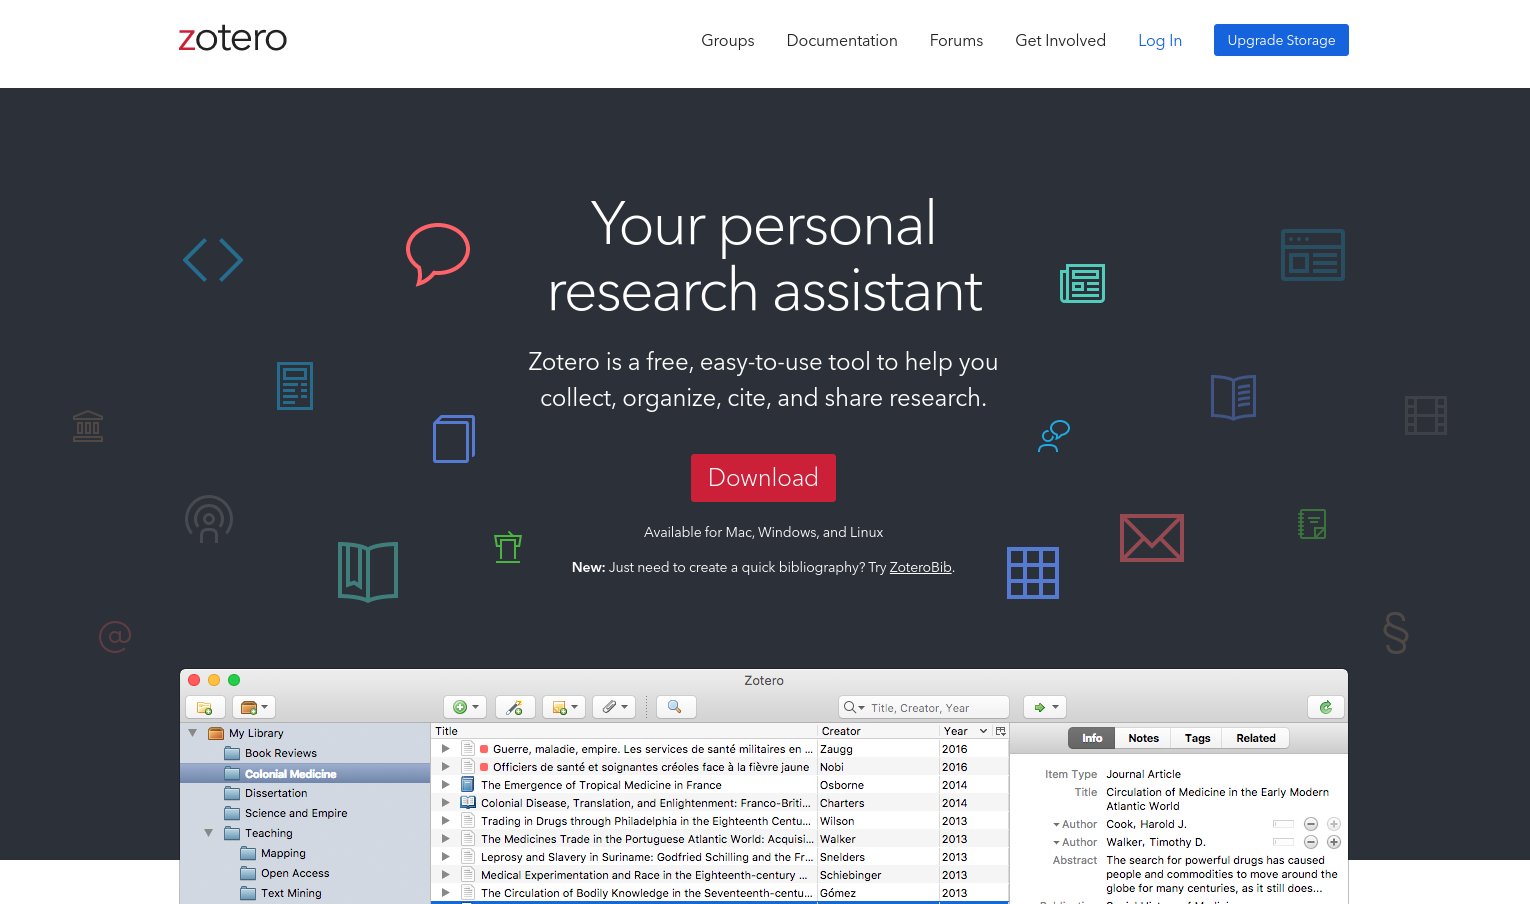 zotero
Groups
Documentation
Forums
Get Involved
Log In
Upgrade Storage
Your personal
research assistant
Zotero is a free, easy-to-use tool to help you
collect, organize, cite, and share research.
Download
Available for Mac, Windows, and Linux
New: Just need to create a quick bibliography? Try ZoteroBib.
@
§
Zotero
Title, Creator, Year
My Library
Book Reviews
Colonial Medicine
Dissertation
Science and Empire
Teaching
Mapping
Open Access
Text Mining
Title Creator Year
Guerre, maladie, empire. Les services de santé militaires en ... Zaugg 2016
Officiers de santé et soignantes créoles face à la fièvre jaune Nobi 2016
The Emergence of Tropical Medicine in France Osborne 2014
Colonial Disease, Translation, and Enlightenment: Franco-Briti... Charters 2014
Trading in Drugs through Philadelphia in the Eighteenth Centu... Wilson 2013
The Medicines Trade in the Portuguese Atlantic World: Acquisi... Walker 2013
Leprosy and Slavery in Suriname: Godfried Schilling and the Fr... Snelders 2013
Medical Experimentation and Race in the Eighteenth-century ... Schiebinger 2013
The Circulation of Bodily Knowledge in the Seventeenth-centu... Gómez 2013
Info Notes Tags Related
Item Type Journal Article
Title Circulation of Medicine in the Early Modern
Atlantic World
Author Cook, Harold J.
Author Walker, Timothy D.
Abstract The search for powerful drugs has caused
people and commodities to move around the
globe for many centuries, as it still does...